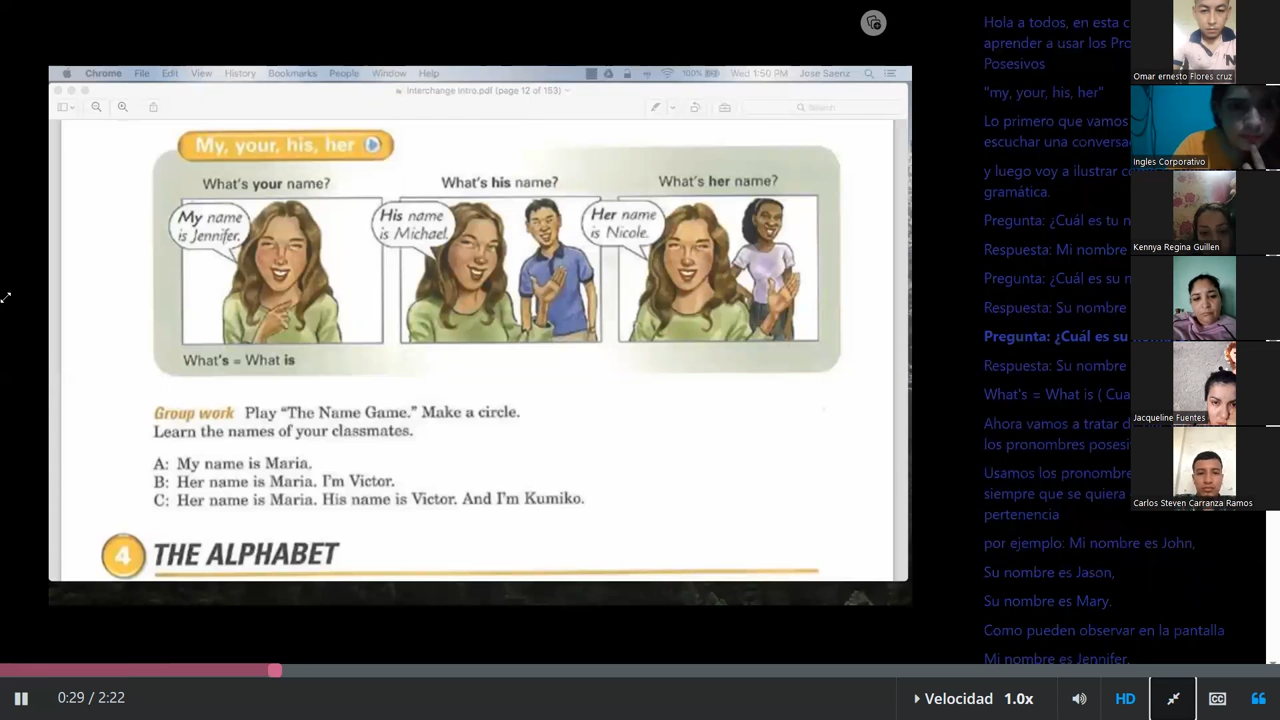 Chrome File Edit View History Bookmarks People Window Help
100%
Wed 1:50 PM Jose Saenz
interchange intro.pdf (page 12 of 153)
Search
My, your, his, her
What's your name?
What's his name?
What's her name?
My name
is Jennifer.
His name
is Michael.
Her name
is Nicole.
What's = What is
Group work Play "The Name Game." Make a circle.
Learn the names of your classmates.
A: My name is Maria.
B: Her name is Maria. I'm Victor.
C: Her name is Maria. His name is Victor. And I'm Kumiko.
4 THE ALPHABET
Hola a todos, en esta
aprender a usar los
Posesivos
"my, your, his, her"
Lo primero que vamos
escuchar una
y luego voy a ilustrar
gramática.
Pregunta: ¿Cuál es tu
Respuesta: Mi nombre
Pregunta: ¿Cuál es su
Respuesta: Su nombre
Pregunta: ¿Cuál es su
Respuesta: Su nombre
What's = What is (
Ahora vamos a tratar
los pronombres
Usamos los
siempre que se quiera
pertenencia
por ejemplo: Mi nombre es John,
Su nombre es Jason,
Su nombre es Mary.
Como pueden observar en la pantalla
Mi nombre es Jennifer.
Omar ernesto Flores cruz
Ingles Corporativo
Kennya Regina Guillen
Jacqueline Fuentes
Carlos Steven Carranza Ramos
0:29 / 2:22
Velocidad 1.0x
HD
CC